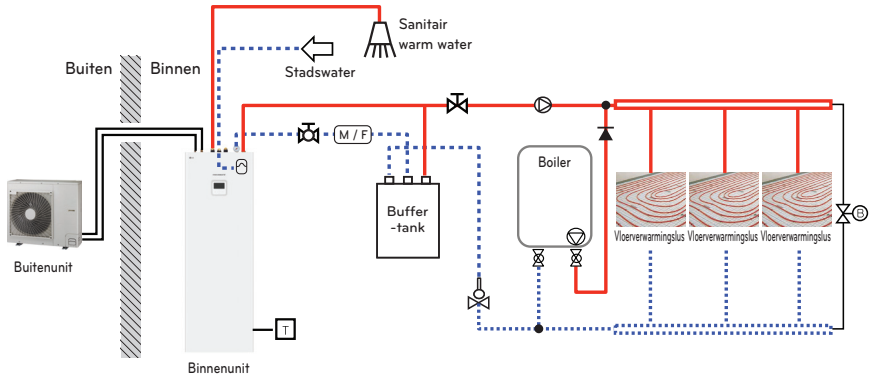 Sanitair
warm water
Stadswater
Buiten
Binnen
M / F
Boiler
Buffer
-tank
Vloerverwarmingslus
Vloerverwarmingslus
Vloerverwarmingslus
B
Buitenunit
T
Binnenunit